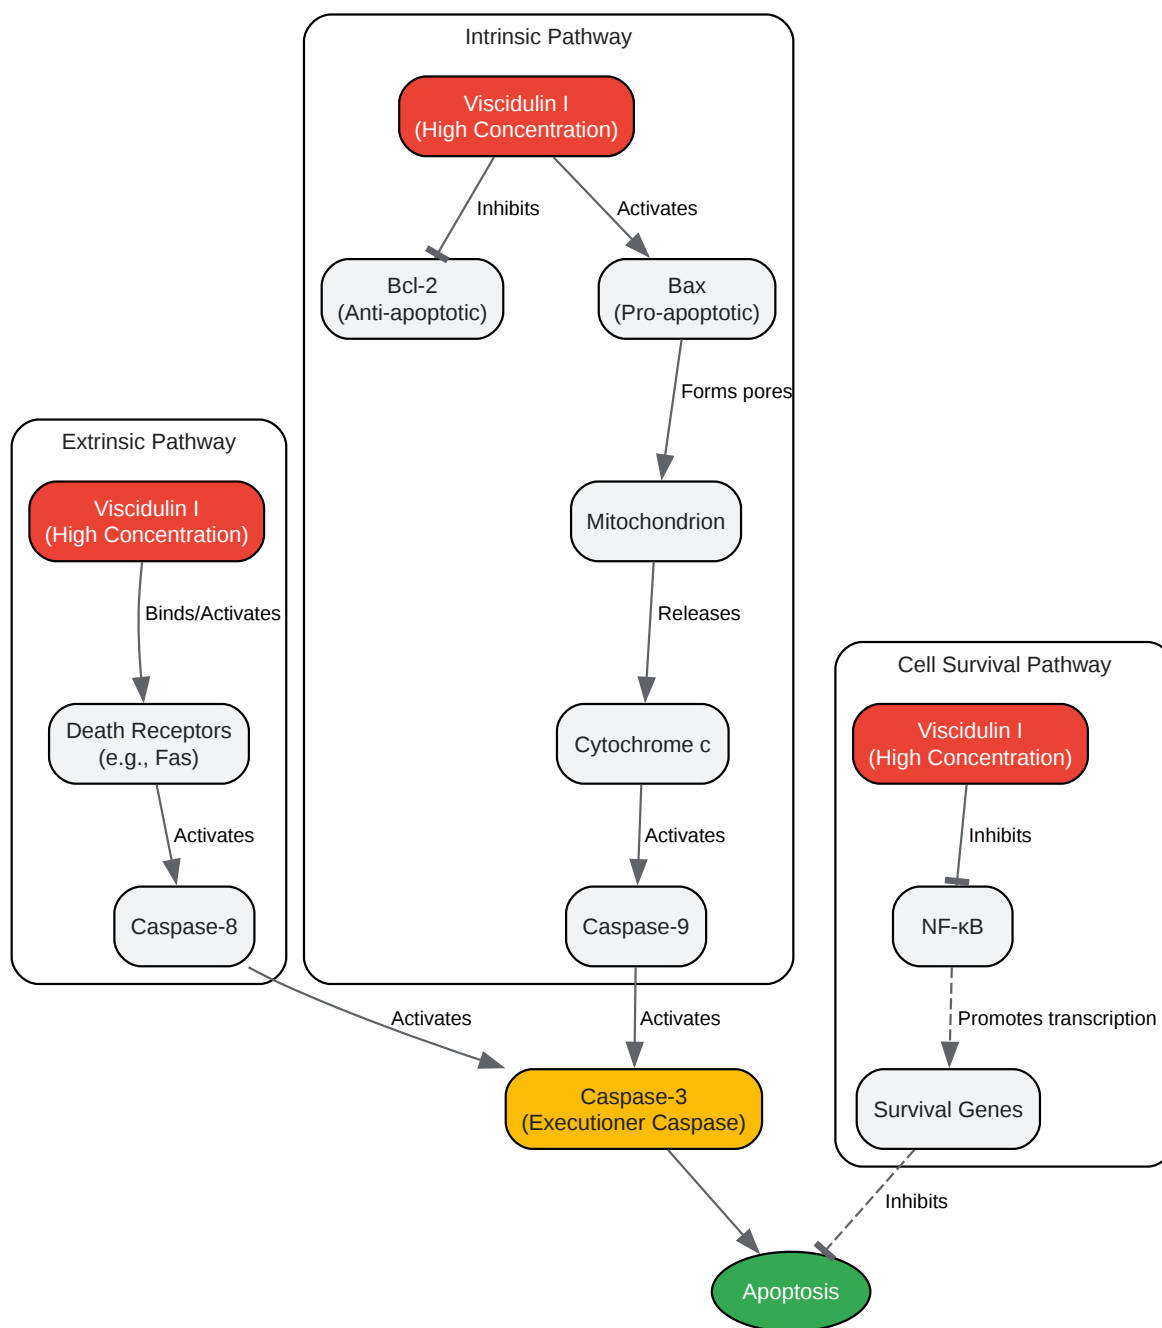 Intrinsic Pathway
Viscidulin I
(High Concentration)
Inhibits
Activates
Bcl-2
(Anti-apoptotic)
Bax
(Pro-apoptotic)
Forms pores
Mitochondrion
Releases
Cytochrome c
Activates
Caspase-9
Activates
Extrinsic Pathway
Viscidulin I
(High Concentration)
Binds/Activates
Death Receptors
(e.g., Fas)
Activates
Caspase-8
Activates
Cell Survival Pathway
Viscidulin I
(High Concentration)
Inhibits
NF-κB
Promotes transcription
Survival Genes
Inhibits
Caspase-3
(Executioner Caspase)
Apoptosis